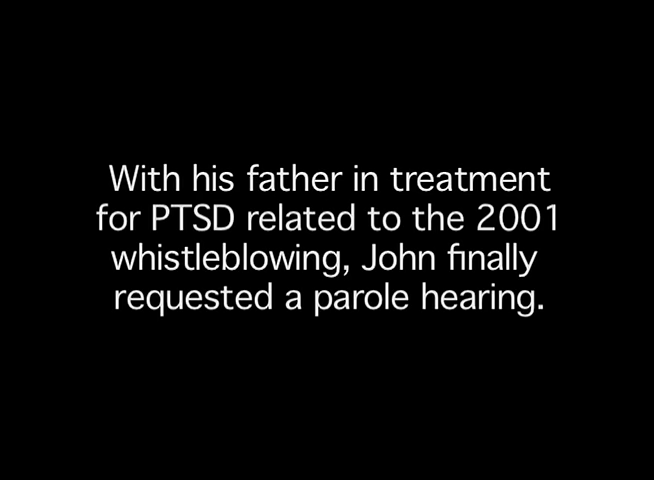 With his father in treatment
for PTSD related to the 2001
whistleblowing, John finally
requested a parole hearing.